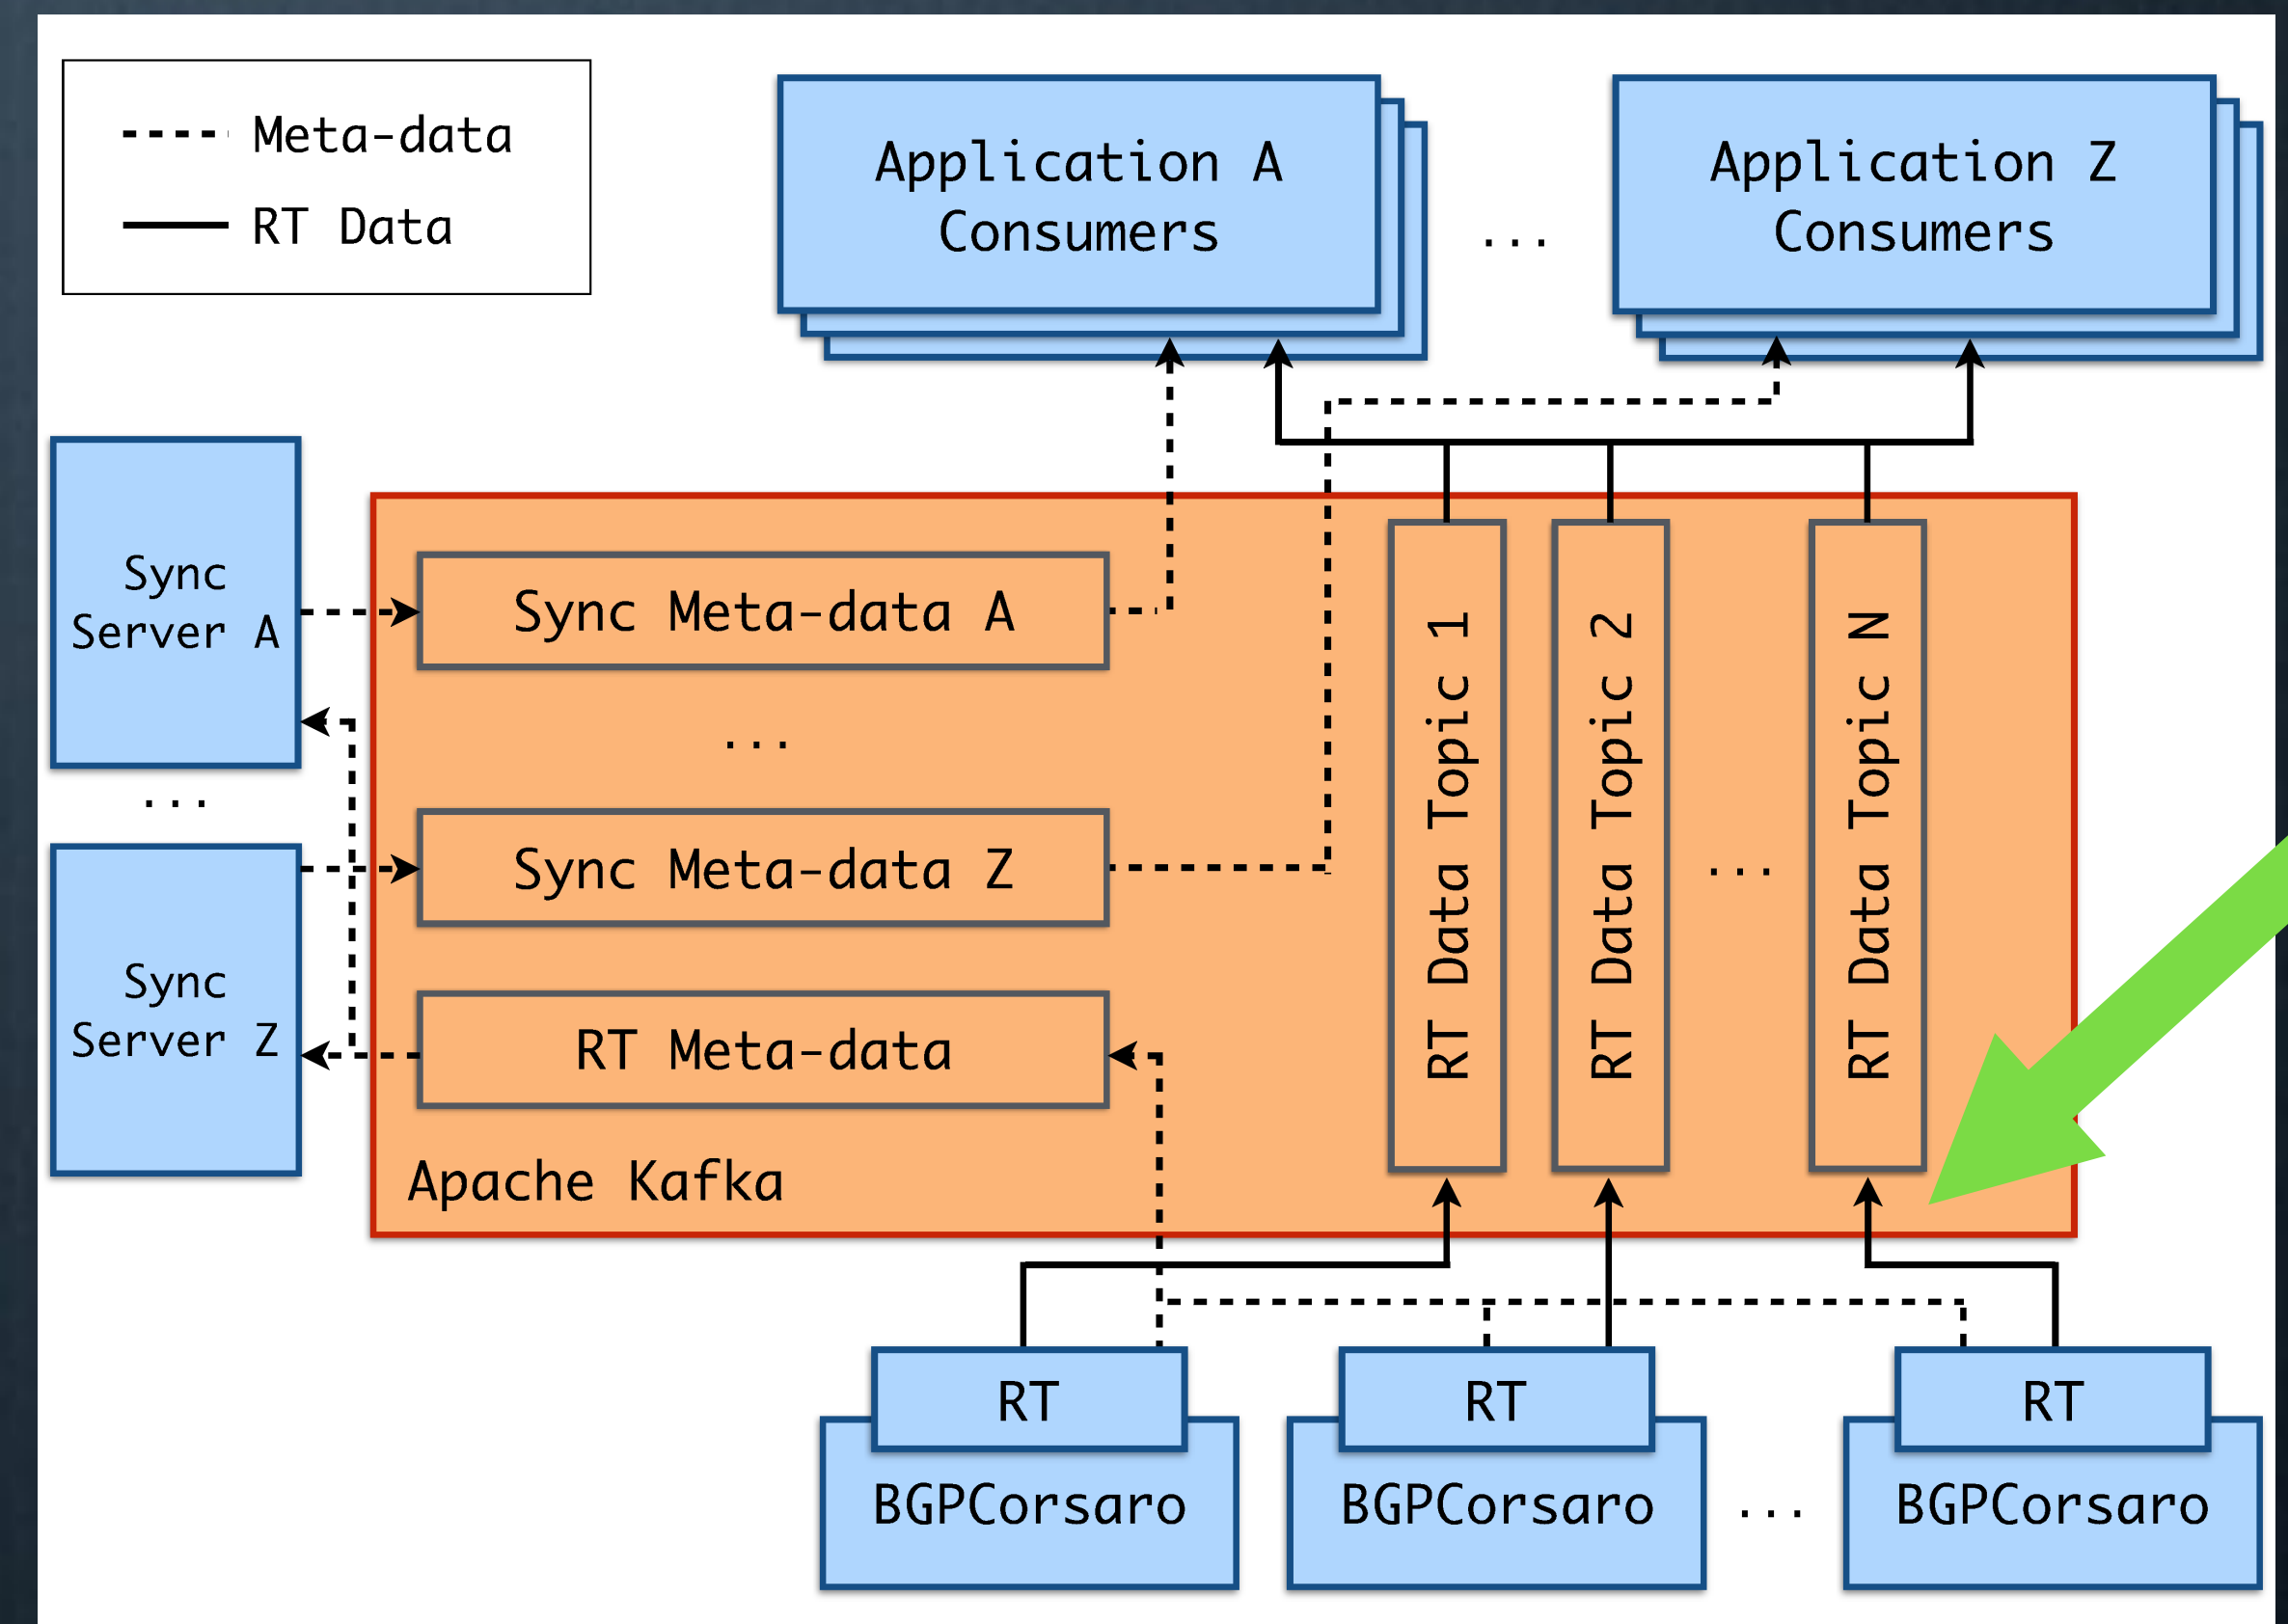 Meta-data
RT Data
Application A
Consumers
...
Application Z
Consumers
Sync
Server A
...
Sync
Server Z
Sync Meta-data A
...
Sync Meta-data Z
RT Meta-data
Apache Kafka
RT Data Topic 1
RT Data Topic 2
...
RT Data Topic N
RT
BGPCorsaro
RT
BGPCorsaro
...
RT
BGPCorsaro